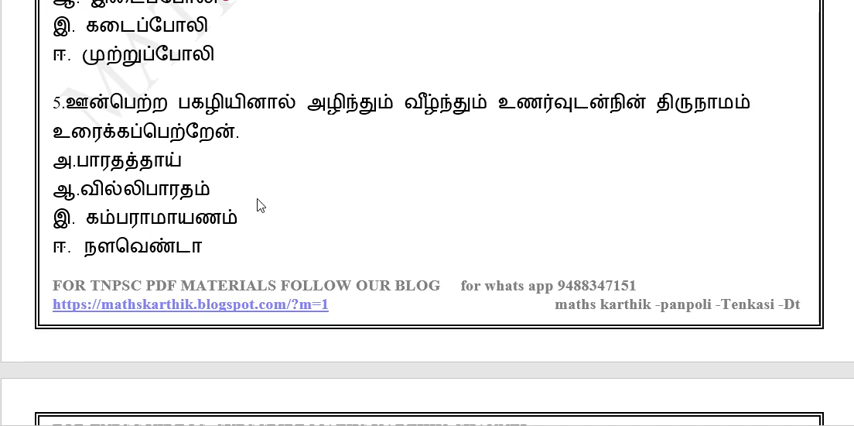 ஆ. இடைப்போலி
இ. கடைப்போலி
ஈ. முற்றுப்போலி
5.ஊன்பெற்ற பகழியினால் அழிந்தும் வீழ்ந்தும் உணர்வுடன்நின் திருநாமம்
உரைக்கப்பெற்றேன்.
அ.பாரதத்தாய்
ஆ.வில்லிபாரதம்
இ. கம்பராமாயணம்
ஈ. நளவெண்டா
FOR TNPSC PDF MATERIALS FOLLOW OUR BLOG for whats app 9488347151
https://mathskarthik.blogspot.com/?m=1 maths karthik -panpoli -Tenkasi -Dt